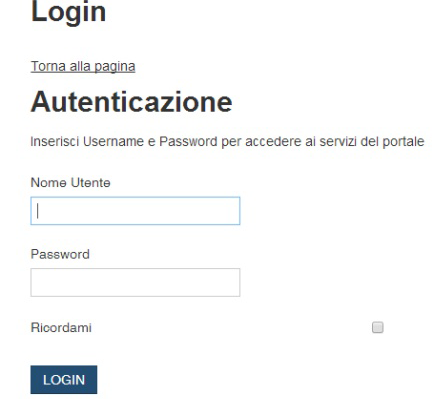 Login
Torna alla pagina
Autenticazione
Inserisci Username e Password per accedere ai servizi del portale
Nome Utente
Password
Ricordami
LOGIN